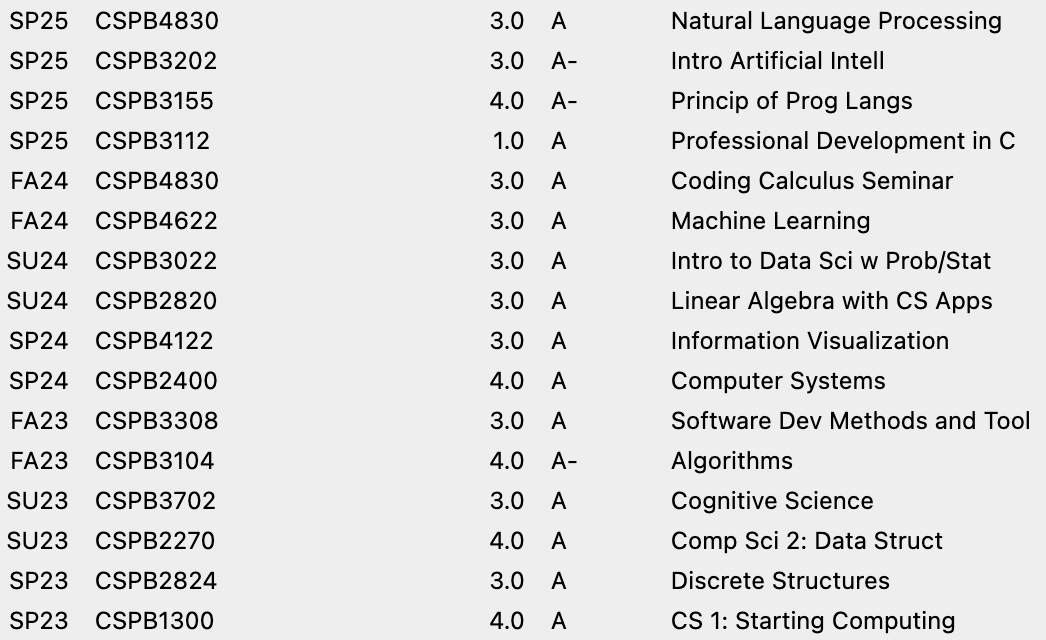 SP25 CSPB4830 3.0 A Natural Language Processing
SP25 CSPB3202 3.0 A- Intro Artificial Intell
SP25 CSPB3155 4.0 A- Princip of Prog Langs
SP25 CSPB3112 1.0 A Professional Development in C
FA24 CSPB4830 3.0 A Coding Calculus Seminar
FA24 CSPB4622 3.0 A Machine Learning
SU24 CSPB3022 3.0 A Intro to Data Sci w Prob/Stat
SU24 CSPB2820 3.0 A Linear Algebra with CS Apps
SP24 CSPB4122 3.0 A Information Visualization
SP24 CSPB2400 4.0 A Computer Systems
FA23 CSPB3308 3.0 A Software Dev Methods and Tool
FA23 CSPB3104 4.0 A- Algorithms
SU23 CSPB3702 3.0 A Cognitive Science
SU23 CSPB2270 4.0 A Comp Sci 2: Data Struct
SP23 CSPB2824 3.0 A Discrete Structures
SP23 CSPB1300 4.0 A CS 1: Starting Computing